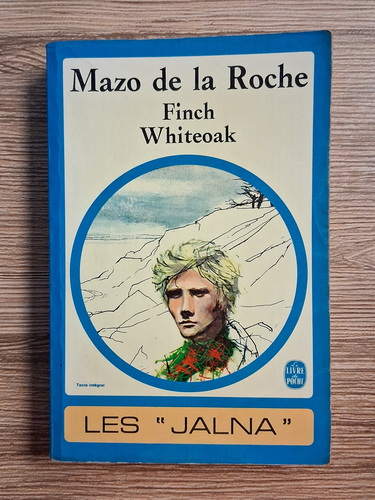 Mazo de la Roche
Finch
Whiteoak
Texte intégral
LE LIVRE
de
POCHE
LES "JALNA"